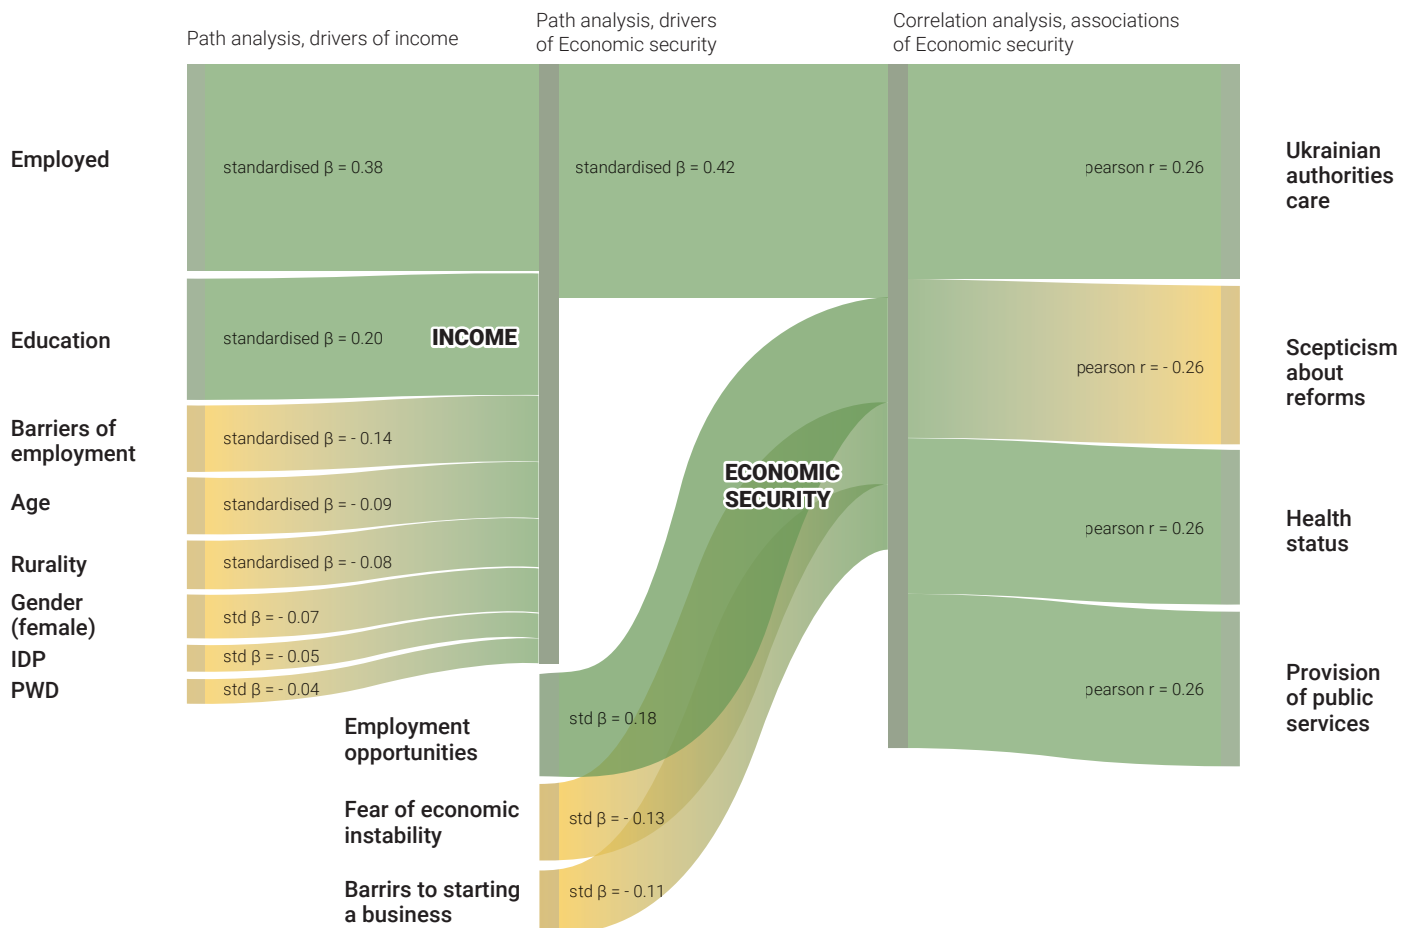 Path analysis, drivers of income
Path analysis, drivers
of Economic security
Correlation analysis, associations
of Economic security
Employed
standardised β = 0.38
standardised β = 0.42
pearson r = 0.26
Ukrainian
authorities
care
Education
standardised β = 0.20
INCOME
pearson r = - 0.26
Scepticism
about
reforms
Barriers of
employment
standardised β = - 0.14
Age
standardised β = - 0.09
ECONOMIC
SECURITY
Rurality
standardised β = - 0.08
pearson r = 0.26
Health
status
Gender
(female)
std β = - 0.07
IDP
std β = - 0.05
PWD
std β = - 0.04
pearson r = 0.26
Provision
of public
services
Employment
opportunities
std β = 0.18
Fear of economic
instability
std β = - 0.13
Barrirs to starting
a business
std β = - 0.11